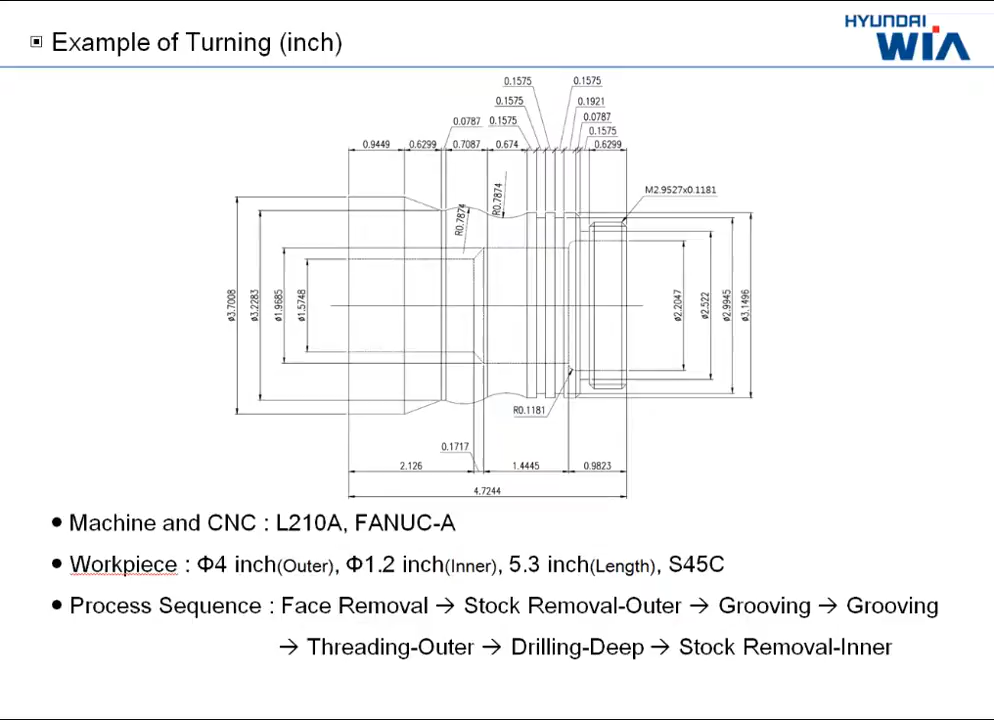 Example of Turning (inch)
HYUNDAI
WIA
0.1575 0.1575
0.1575 0.1921
0.0787 0.1575 0.0787
0.1575
0.9449 0.6299 0.7087 0.674 0.6299
M2.9527x0.1181
R0.7874
R0.7874
ø3.7008
ø3.2283
ø1.9685
ø1.5748
ø2.2047
ø2.522
ø2.9945
ø3.1496
R0.1181
0.1717
2.126 1.4445 0.9823
4.7244
• Machine and CNC : L210A, FANUC-A
• Workpiece : Φ4 inch(Outer), Φ1.2 inch(Inner), 5.3 inch(Length), S45C
• Process Sequence : Face Removal → Stock Removal-Outer → Grooving → Grooving
→ Threading-Outer → Drilling-Deep → Stock Removal-Inner